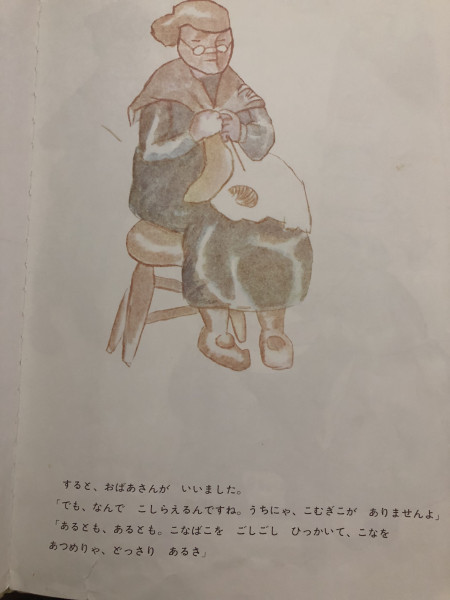 すると、おばあさんが　いいました。
「でも、なんで　こしらえるんですね。うちにゃ、こむぎこが　ありませんよ」
「あるとも、あるとも。こなばこを　ごしごし　ひっかいて、こなを
あつめりゃ、どっさり　あるさ」